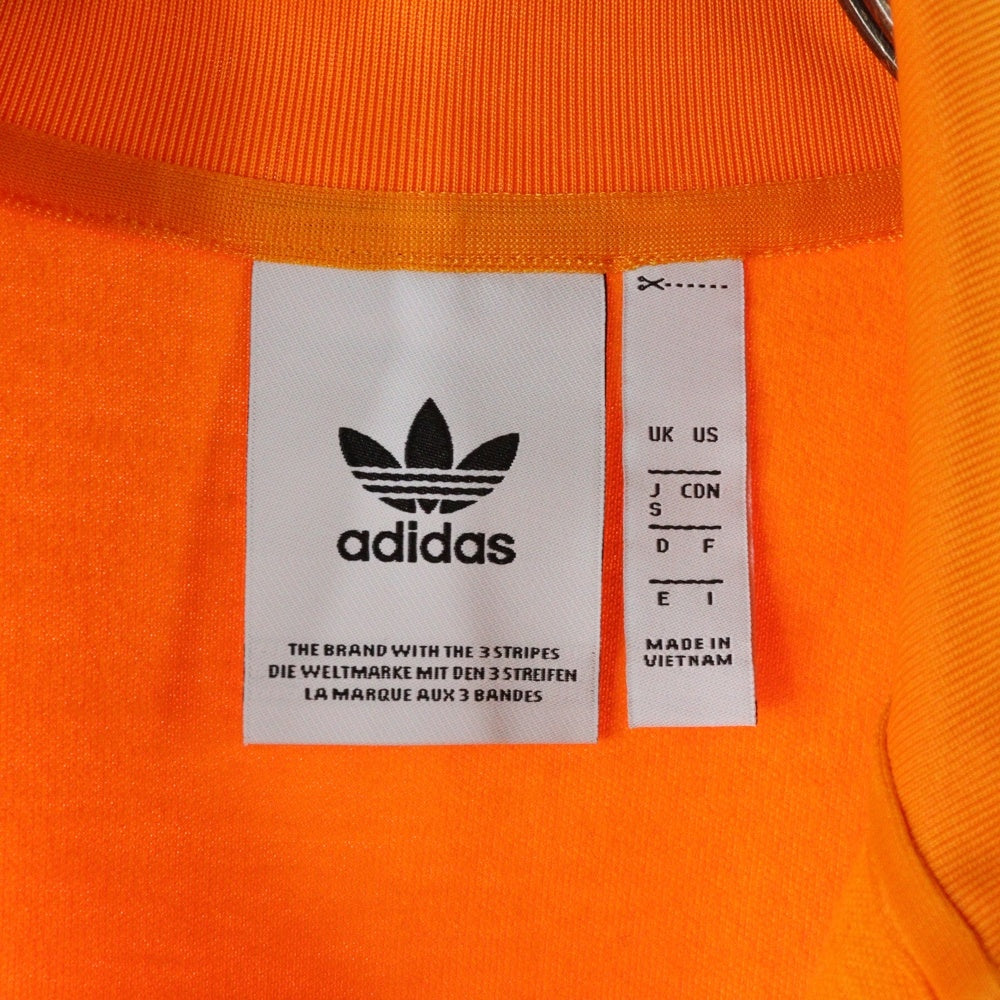 adidas
THE BRAND WITH THE 3 STRIPES
DIE WELTMARKE MIT DEN 3 STREIFEN
LA MARQUE AUX 3 BANDES
UK US
J CDN
S
D F
E I
MADE IN
VIETNAM